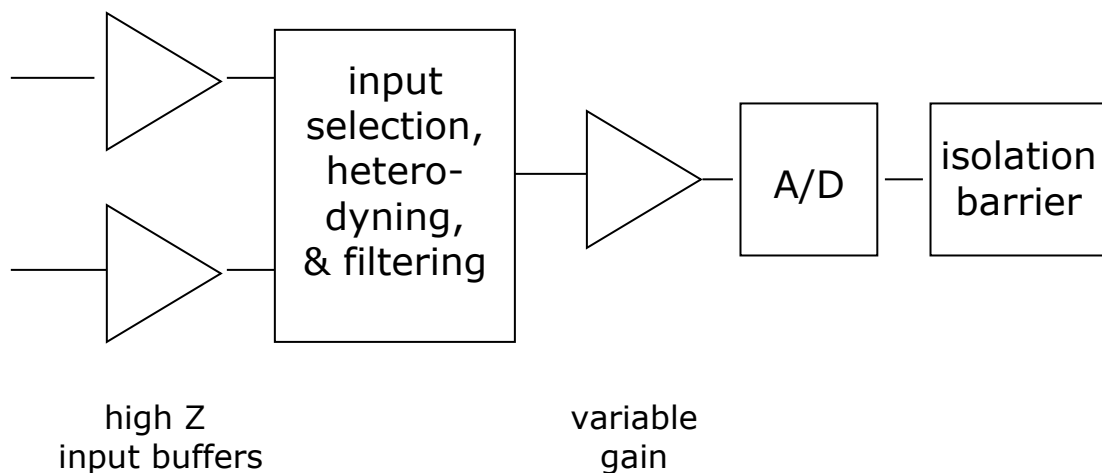 input
selection,
hetero-
dyning,
& filtering
A/D
isolation
barrier
high Z
input buffers
variable
gain